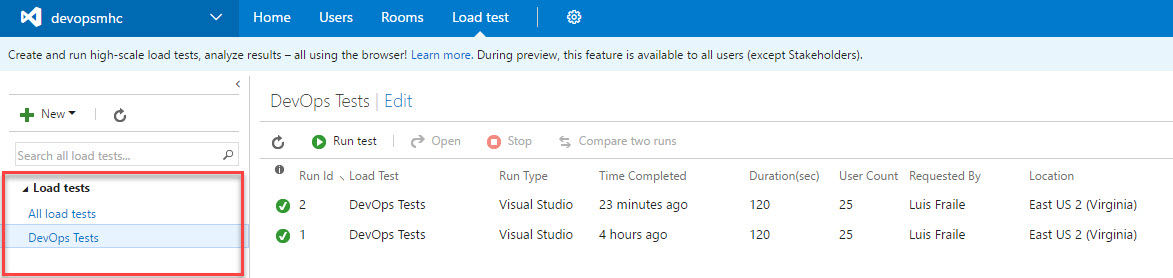 devopsmhc Home Users Rooms Load test
Create and run high-scale load tests, analyze results – all using the browser! Learn more. During preview, this feature is available to all users (except Stakeholders).
New
Search all load tests...
Load tests
All load tests
DevOps Tests
DevOps Tests | Edit
Run test Open Stop Compare two runs
Run Id Load Test Run Type Time Completed Duration(sec) User Count Requested By Location
2 DevOps Tests Visual Studio 23 minutes ago 120 25 Luis Fraile East US 2 (Virginia)
1 DevOps Tests Visual Studio 4 hours ago 120 25 Luis Fraile East US 2 (Virginia)